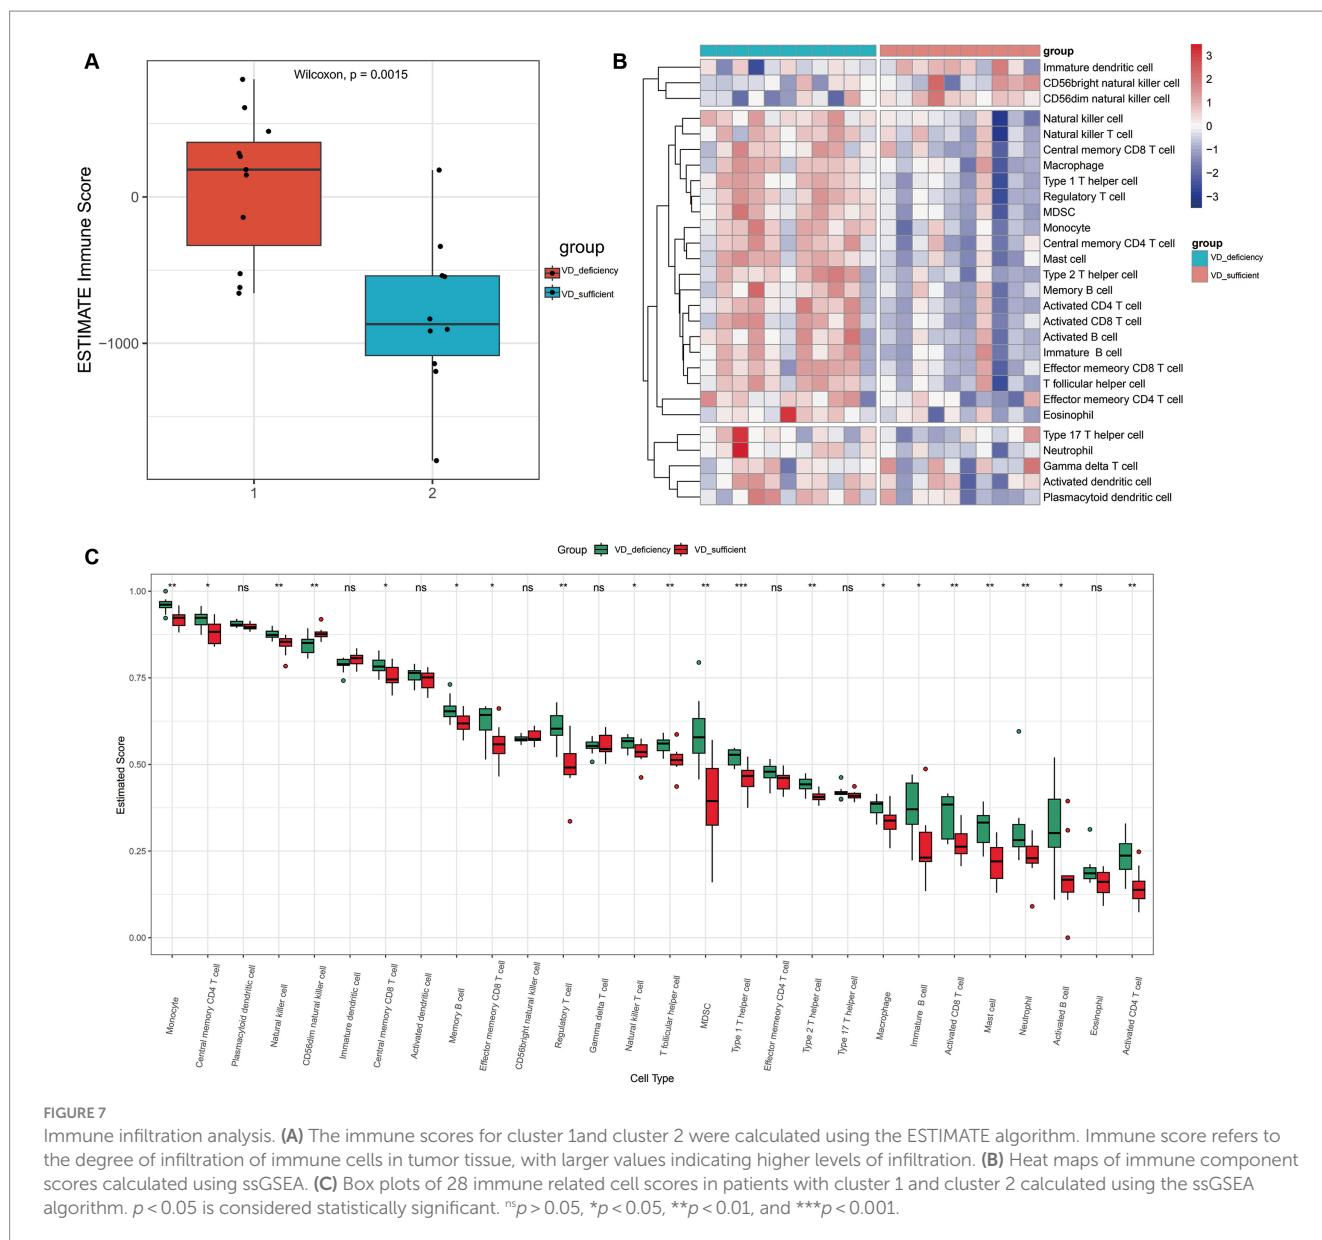 A
Wilcoxon, p = 0.0015
ESTIMATE Immune Score
0
−1000
1
2
group
VD_deficiency
VD_sufficient
B
group
Immature dendritic cell
CD56bright natural killer cell
CD56dim natural killer cell
Natural killer cell
Natural killer T cell
Central memory CD8 T cell
Macrophage
Type 1 T helper cell
Regulatory T cell
MDSC
Monocyte
Central memory CD4 T cell
Mast cell
Type 2 T helper cell
Memory B cell
Activated CD4 T cell
Activated CD8 T cell
Activated B cell
Immature B cell
Effector memeory CD8 T cell
T follicular helper cell
Effector memeory CD4 T cell
Eosinophil
Type 17 T helper cell
Neutrophil
Gamma delta T cell
Activated dendritic cell
Plasmacytoid dendritic cell
3
2
1
0
−1
−2
−3
group
VD_deficiency
VD_sufficient
C
Group VD_deficiency VD_sufficient
** * ns ** ** ns * ns * * ns ** ns * ** ** *** ns ** ns * * ** ** ** * ns **
Estimated Score
1.00
0.75
0.50
0.25
0.00
Monocyte
Central memory CD4 T cell
Plasmacytoid dendritic cell
Natural killer cell
CD56dim natural killer cell
Immature dendritic cell
Central memory CD8 T cell
Activated dendritic cell
Memory B cell
Effector memeory CD8 T cell
CD56bright natural killer cell
Regulatory T cell
Gamma delta T cell
Natural killer T cell
T follicular helper cell
MDSC
Type 1 T helper cell
Effector memeory CD4 T cell
Type 2 T helper cell
Type 17 T helper cell
Macrophage
Immature B cell
Activated CD8 T cell
Mast cell
Neutrophil
Activated B cell
Eosinophil
Activated CD4 T cell
Cell Type
FIGURE 7
Immune infiltration analysis. (A) The immune scores for cluster 1and cluster 2 were calculated using the ESTIMATE algorithm. Immune score refers to
the degree of infiltration of immune cells in tumor tissue, with larger values indicating higher levels of infiltration. (B) Heat maps of immune component
scores calculated using ssGSEA. (C) Box plots of 28 immune related cell scores in patients with cluster 1 and cluster 2 calculated using the ssGSEA
algorithm. p < 0.05 is considered statistically significant. nsp > 0.05, *p < 0.05, **p < 0.01, and ***p < 0.001.